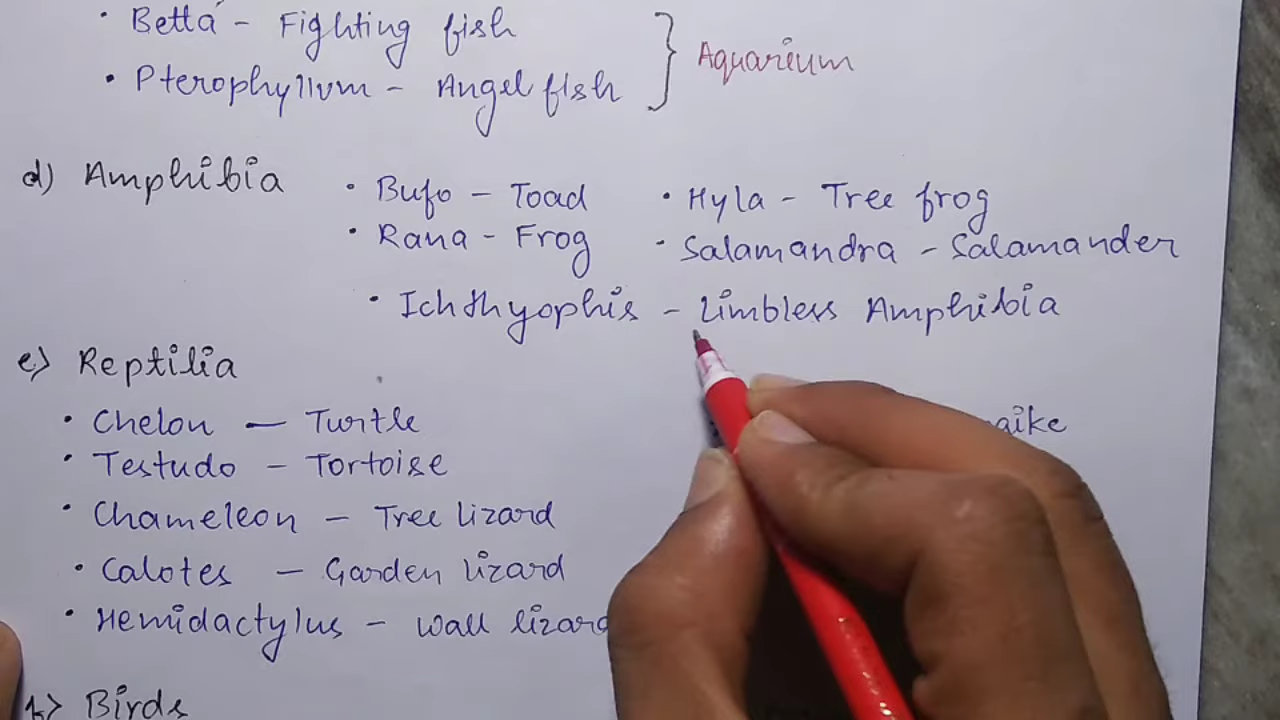 • Betta - Fighting fish
• Pterophyllum - Angel fish
Aquarium
d) Amphibia
• Bufo - Toad • Hyla - Tree frog
• Rana - Frog • Salamandra - Salamander
• Ichthyophis - Limbless Amphibia
e) Reptilia
• Chelon — Turtle
• Testudo - Tortoise
• Chameleon - Tree lizard
• Calotes - Garden lizard
• Hemidactylus - wall lizard
Birds